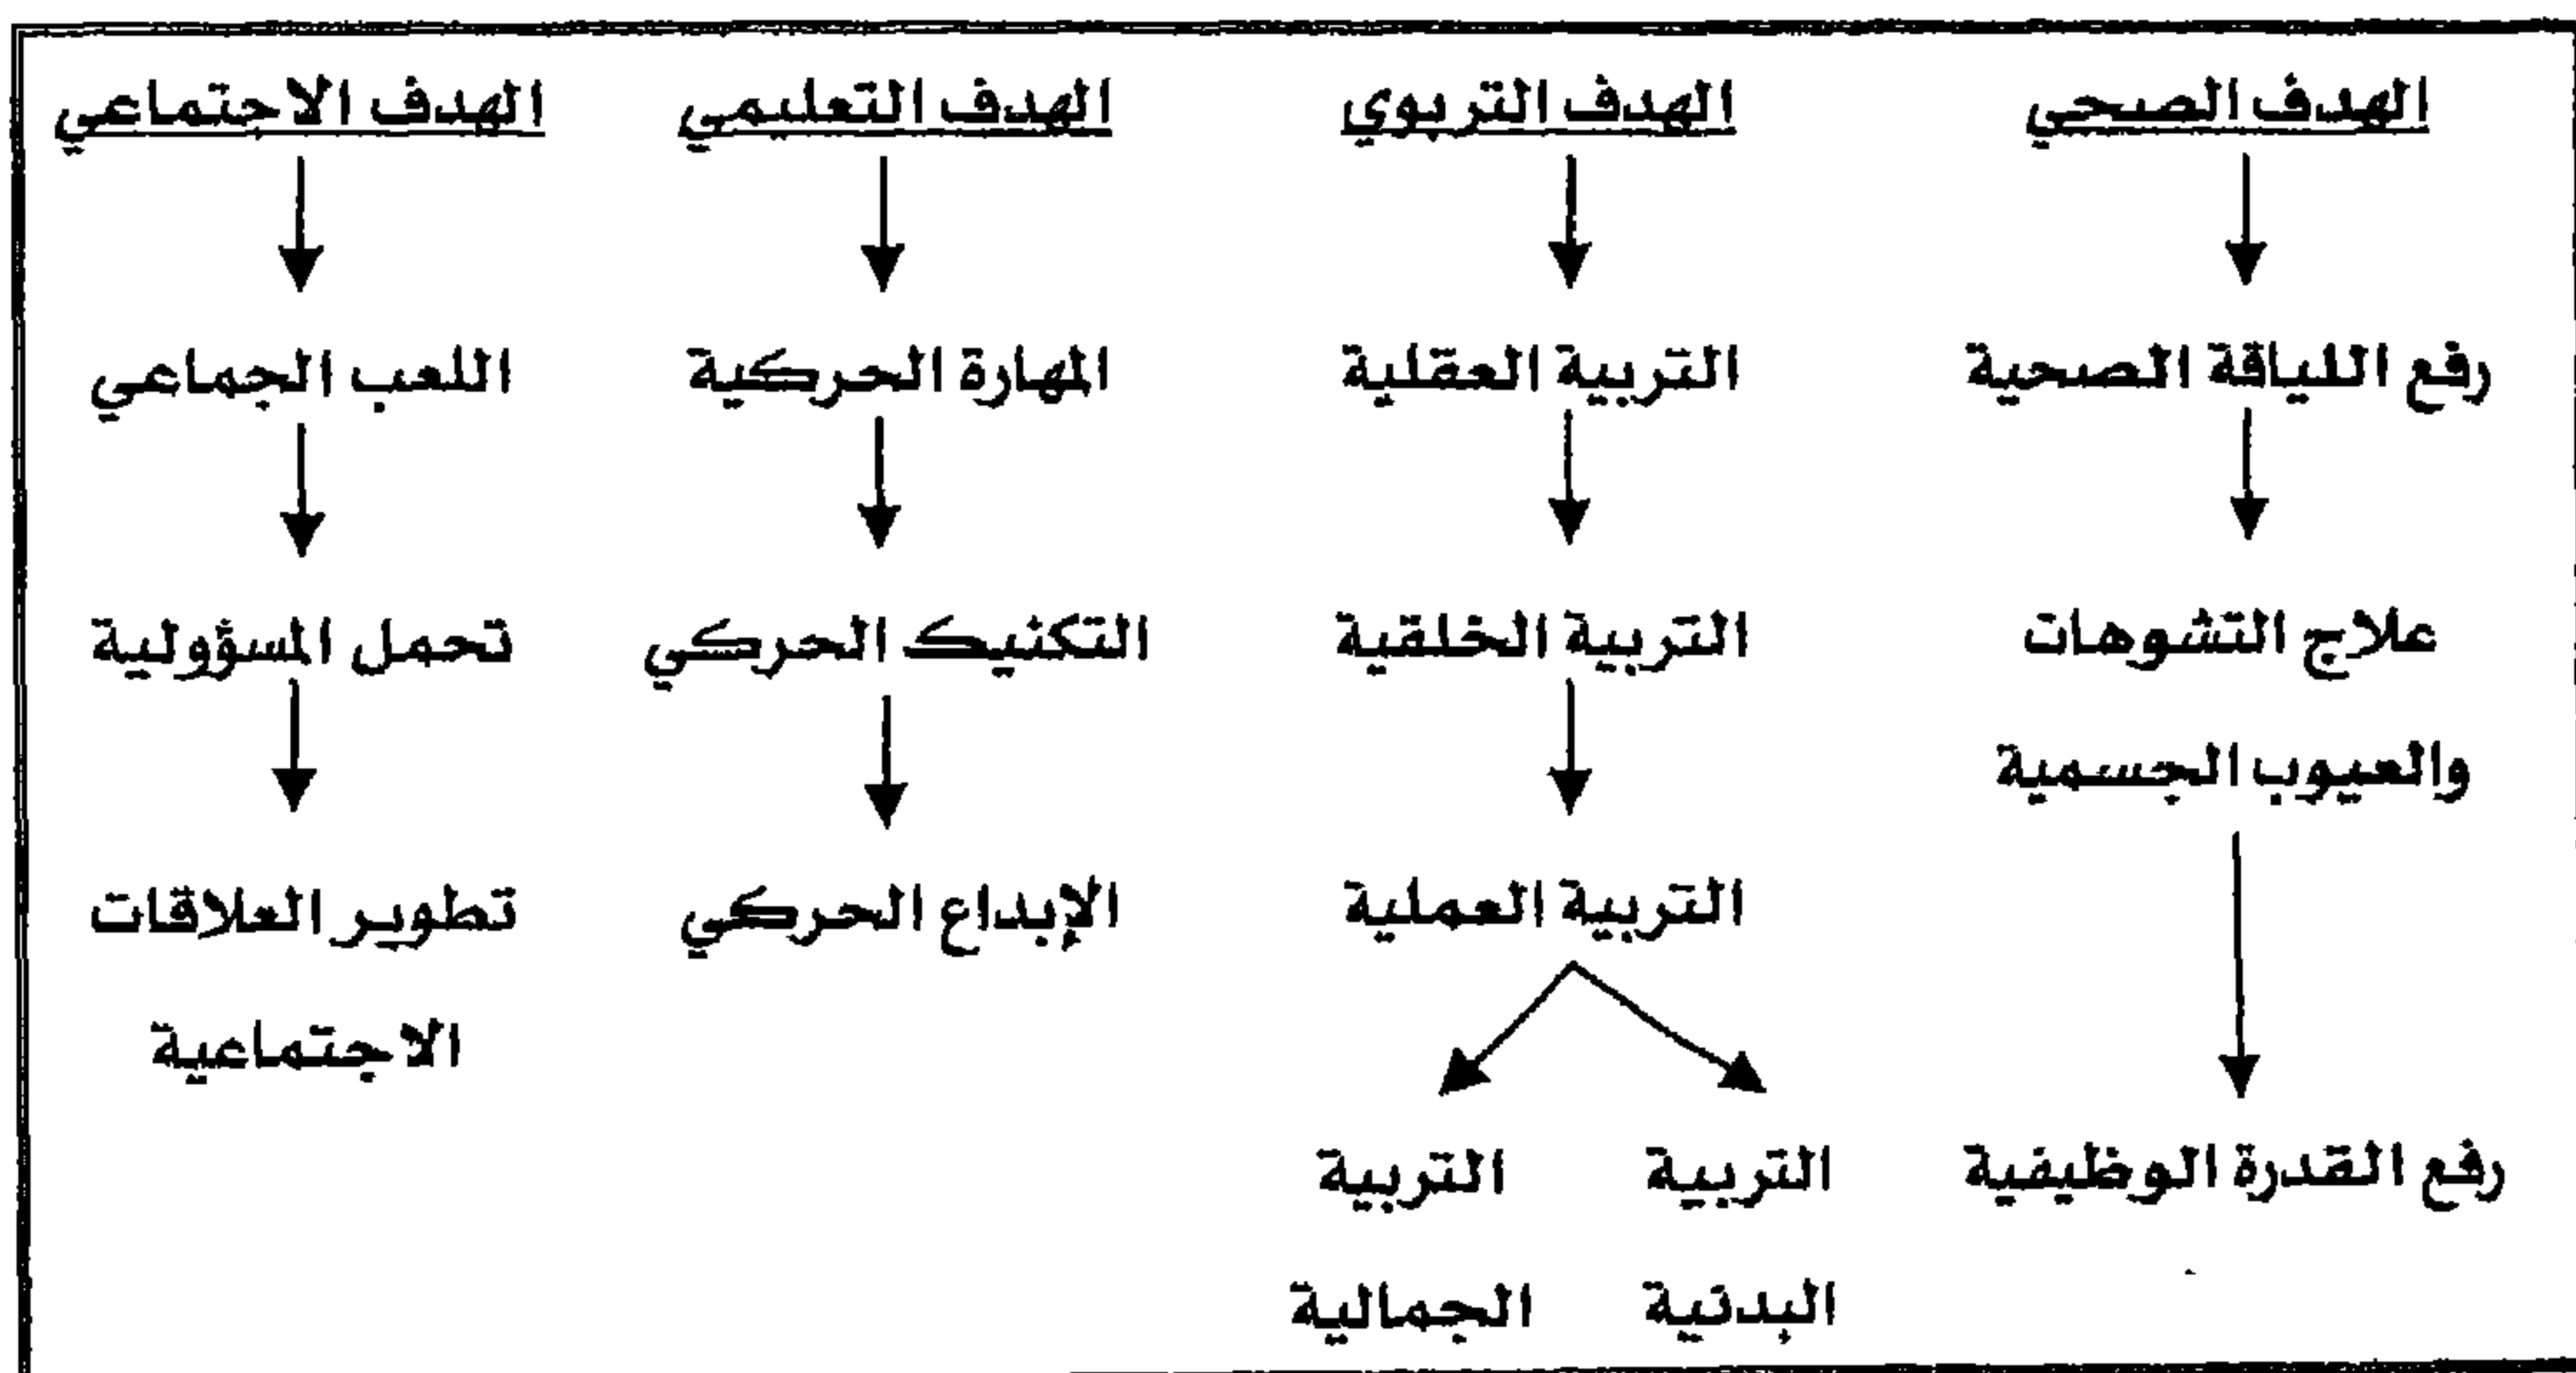 الهدف الصحي
رفع اللياقة الصحية
علاج التشوهات
والعيوب الجسمية
رفع القدرة الوظيفية
الهدف التربوي
التربية العقلية
التربية الخلقية
التربية العملية
التربية
البدنية
التربية
الجمالية
الهدف التعليمي
المهارة الحركية
التكنيك الحركي
الإبداع الحركي
الهدف الاجتماعي
اللعب الجماعي
تحمل المسؤولية
تطوير العلاقات
الاجتماعية